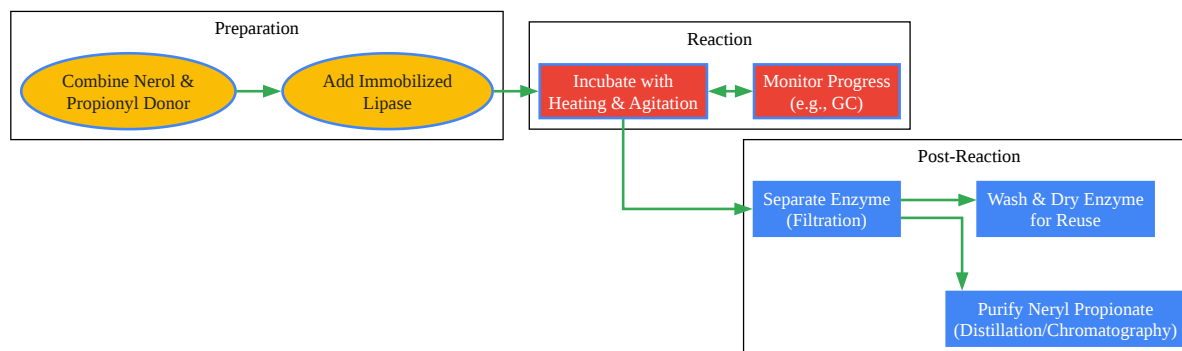 Preparation
Combine Nerol &
Propionyl Donor
Add Immobilized
Lipase
Reaction
Incubate with
Heating & Agitation
Monitor Progress
(e.g., GC)
Post-Reaction
Separate Enzyme
(Filtration)
Wash & Dry Enzyme
for Reuse
Purify Neryl Propionate
(Distillation/Chromatography)